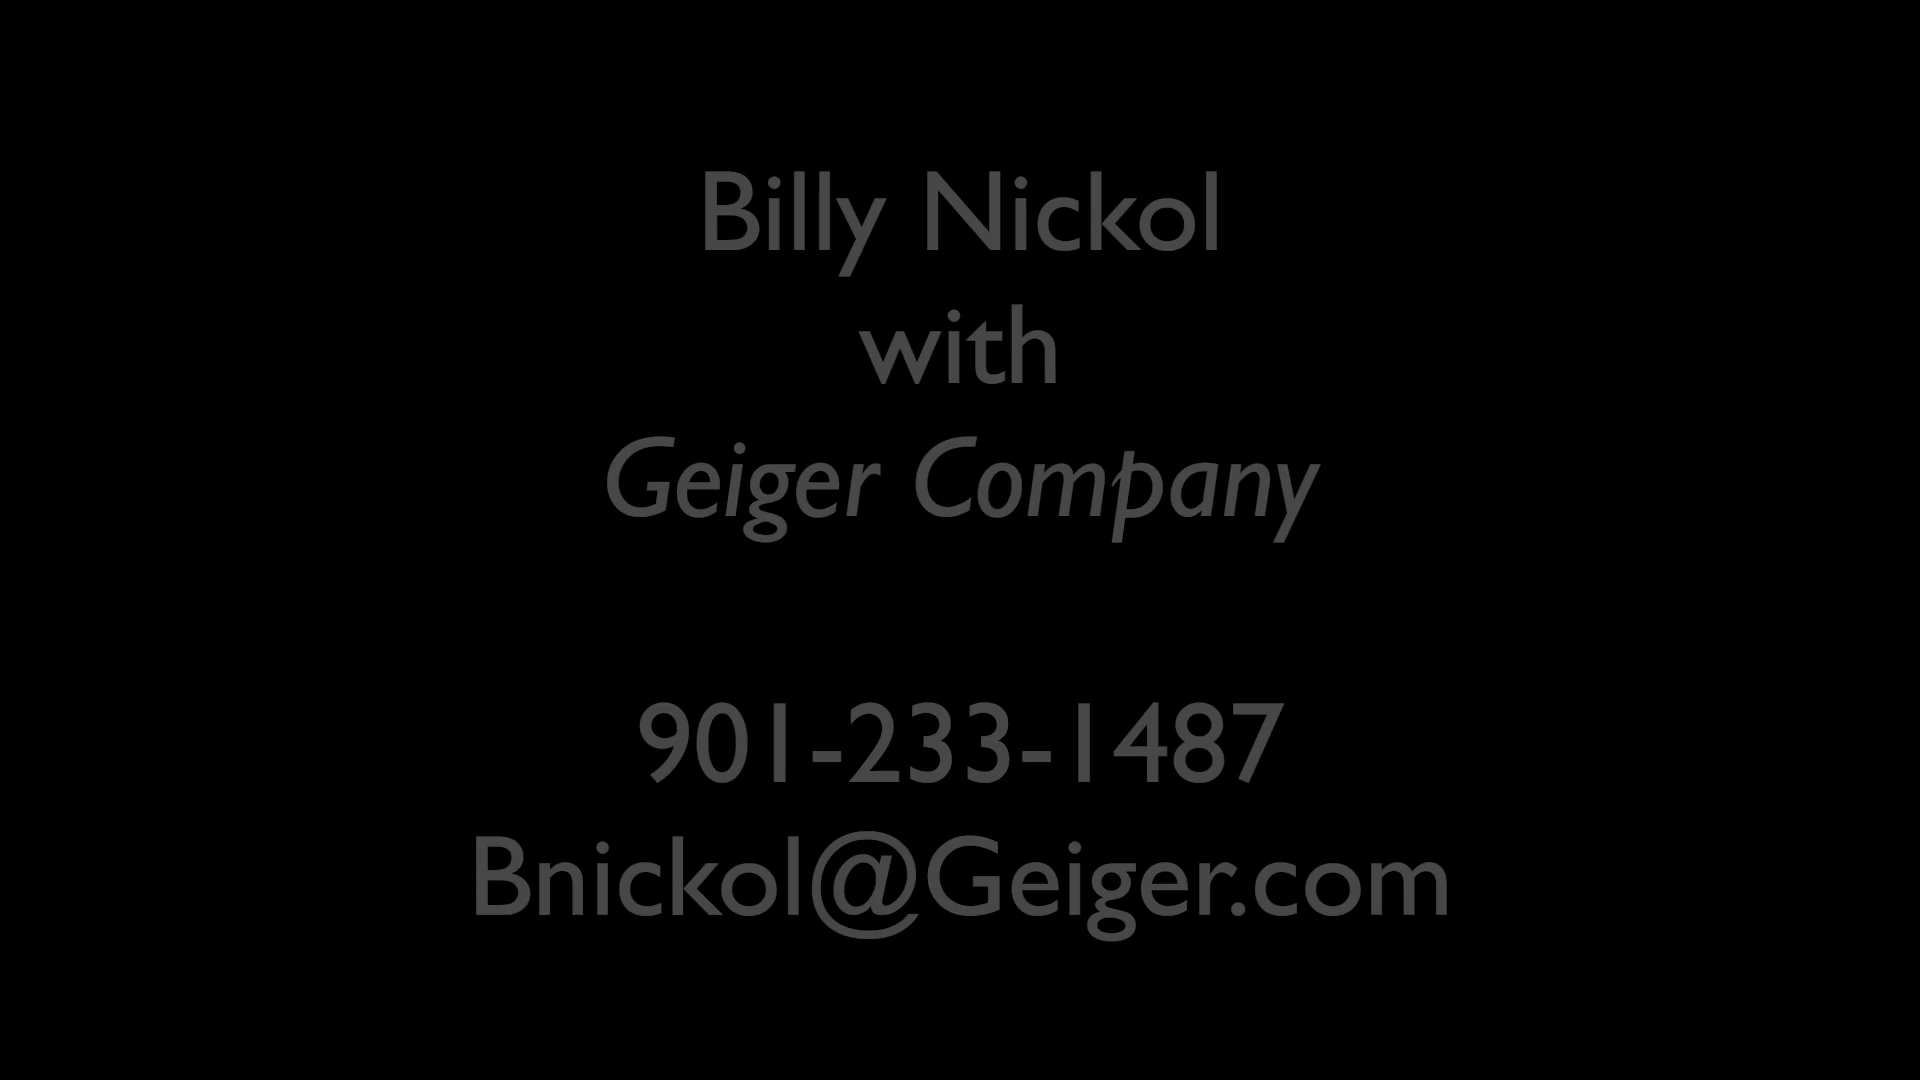 Billy Nickol
with
Geiger Company
901-233-1487
Bnickol@Geiger.com